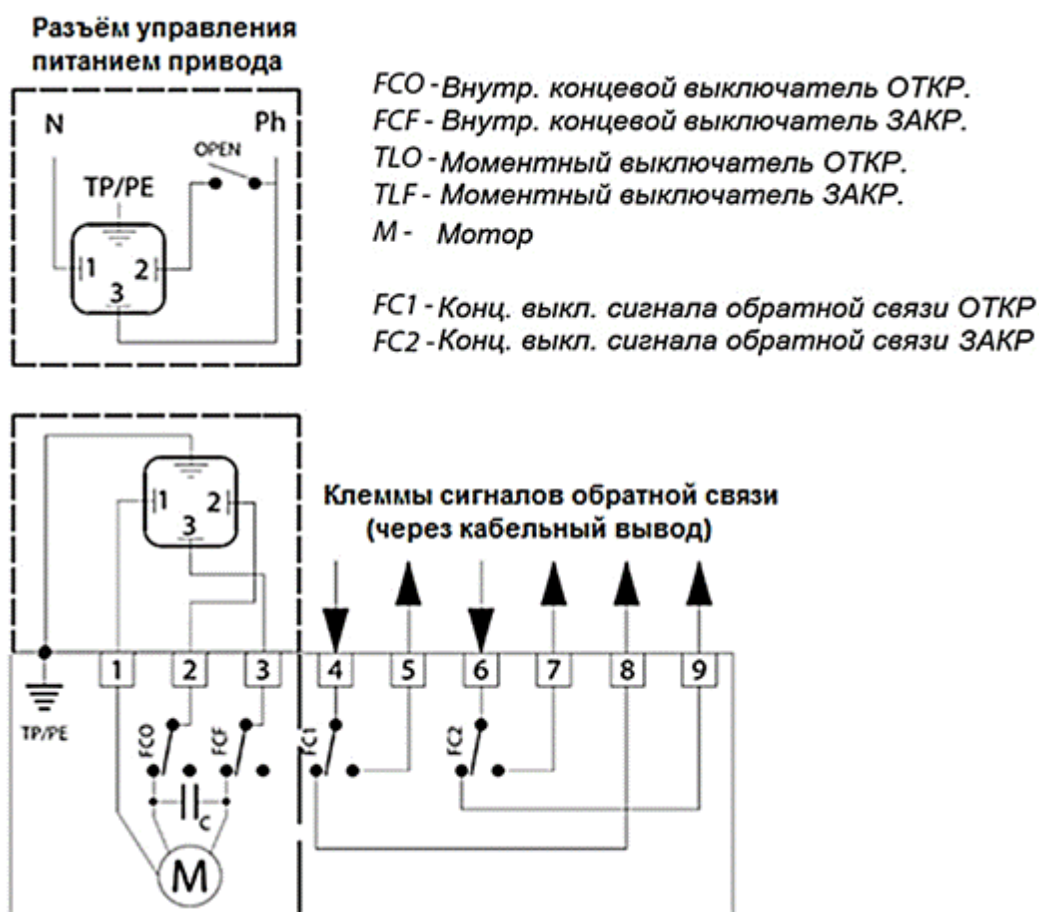 Разъём управления
питанием привода
N
Ph
OPEN
TP/PE
1
2
3
FCO - Внутр. концевой выключатель ОТКР.
FCF - Внутр. концевой выключатель ЗАКР.
TLO - Моментный выключатель ОТКР.
TLF - Моментный выключатель ЗАКР.
M - Мотор
FC1 - Конц. выкл. сигнала обратной связи ОТКР
FC2 - Конц. выкл. сигнала обратной связи ЗАКР
1
2
3
Клеммы сигналов обратной связи
(через кабельный вывод)
1 2 3 4 5 6 7 8 9
TP/PE
FCO
FCF
FC1
FC2
C
M